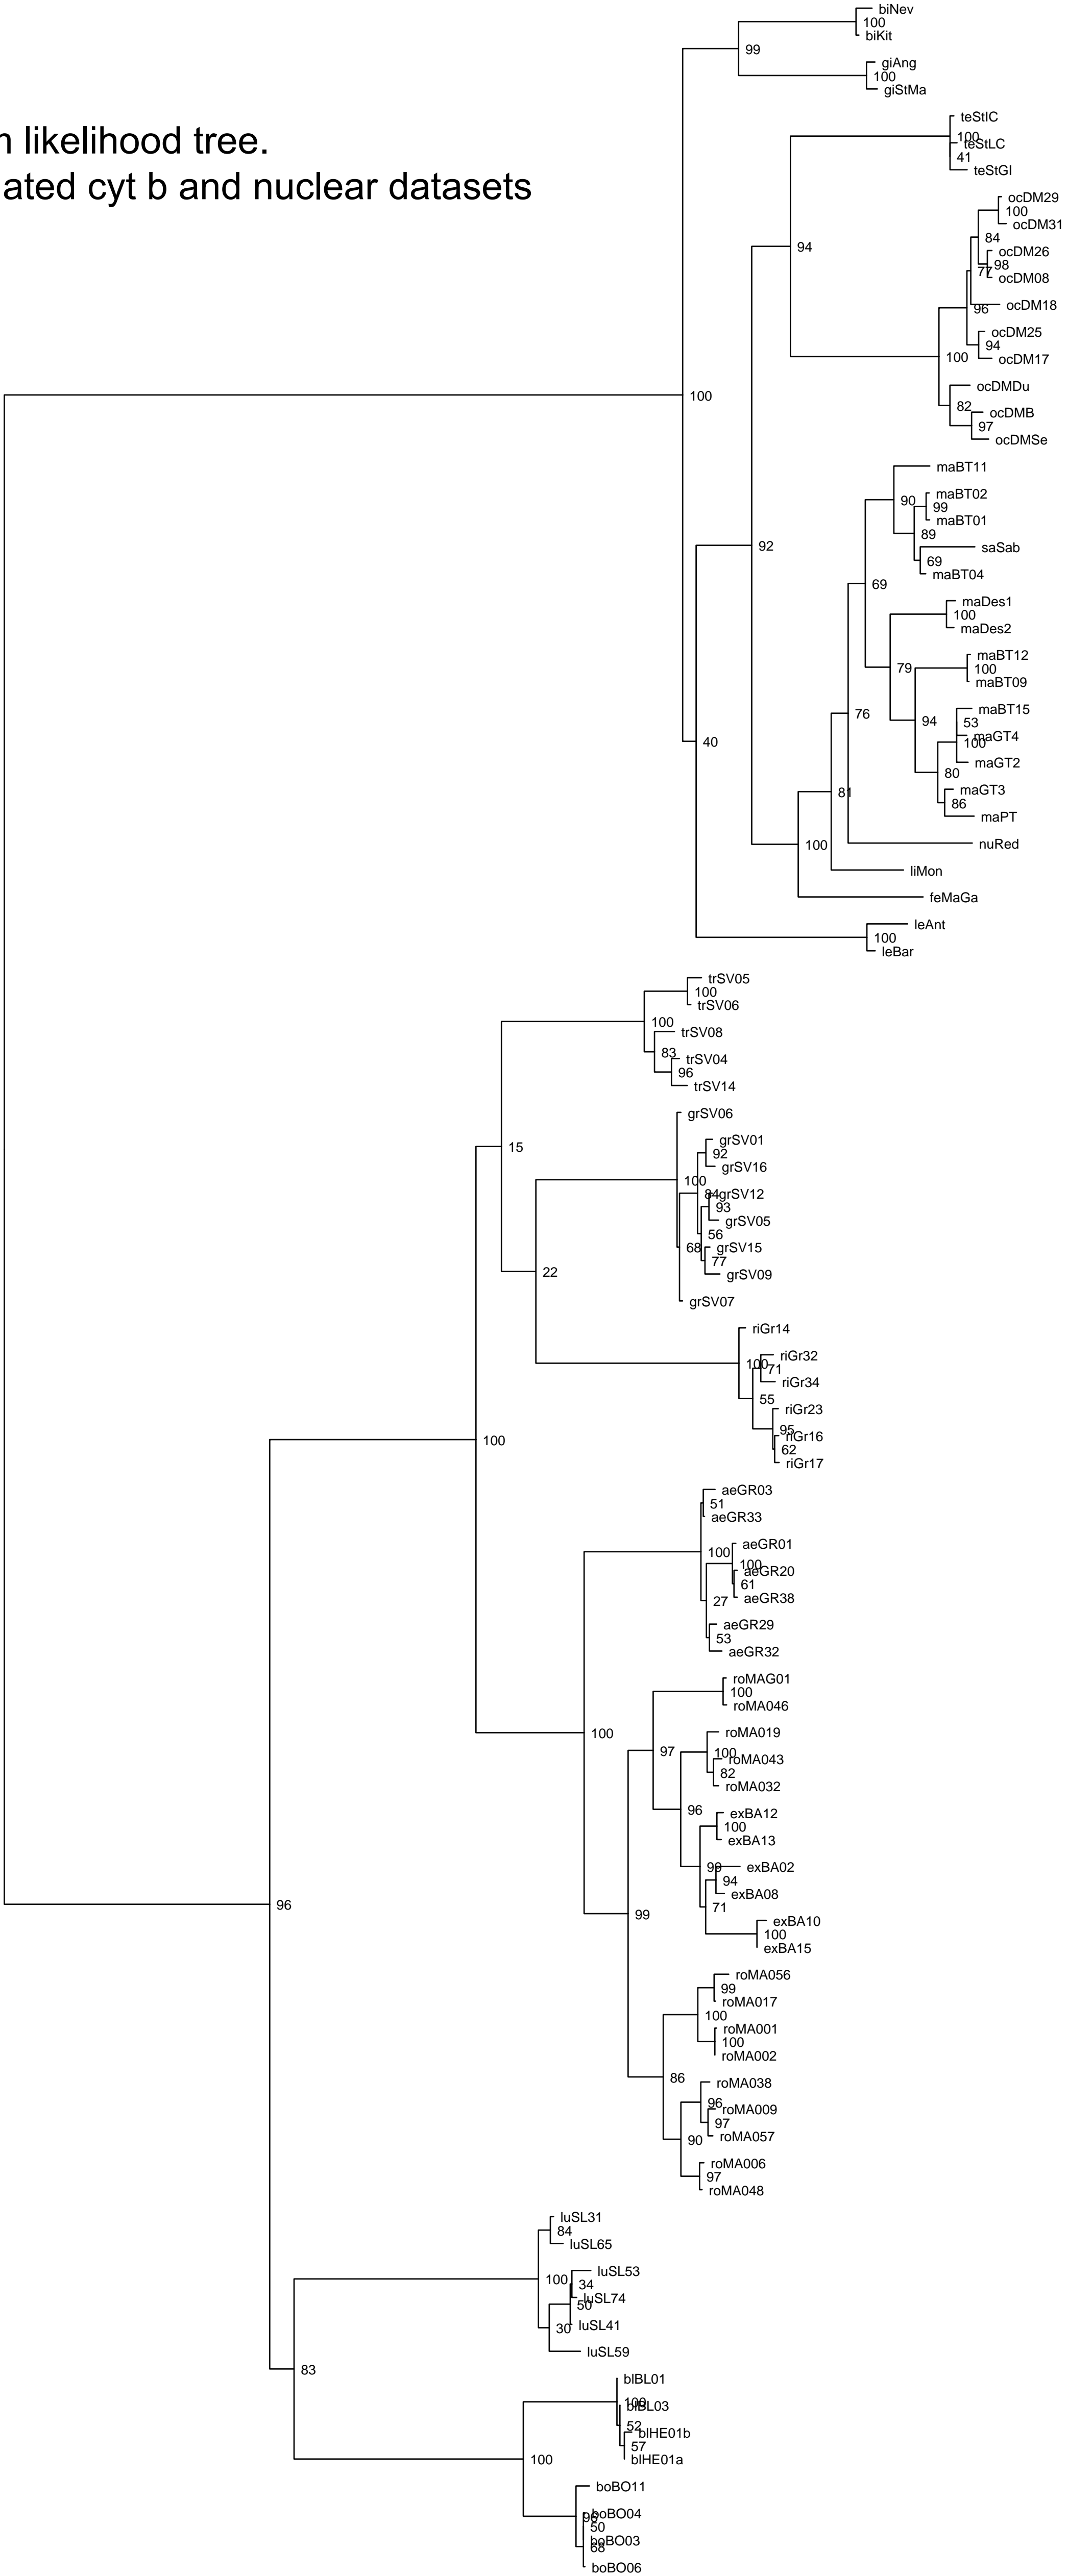 biNev
100
biKit
99
giAng
100
giStMa
n likelihood tree.
ated cyt b and nuclear datasets
teStIC
100
teStLC
41
teStGI
94
ocDM29
100
ocDM31
84
ocDM26
98
77
ocDM08
ocDM18
96
ocDM25
94
ocDM17
100
ocDMDu
82
ocDMB
97
ocDMSe
100
92
maBT11
90
maBT02
99
maBT01
89
saSab
69
maBT04
69
maDes1
100
maDes2
79
maBT12
100
maBT09
94
maBT15
53
maGT4
100
maGT2
80
maGT3
86
maPT
76
81
nuRed
100
liMon
feMaGa
40
leAnt
100
leBar
trSV05
100
trSV06
100
trSV08
83
trSV04
96
trSV14
15
grSV06
grSV01
92
grSV16
100
84
grSV12
93
grSV05
56
68
grSV15
77
grSV09
grSV07
22
riGr14
riGr32
100
71
riGr34
55
riGr23
95
riGr16
62
riGr17
100
aeGR03
51
aeGR33
100
aeGR01
100
aeGR20
61
aeGR38
27
aeGR29
53
aeGR32
100
roMAG01
100
roMA046
97
roMA019
100
roMA043
82
roMA032
96
exBA12
100
exBA13
99
exBA02
94
exBA08
71
exBA10
100
exBA15
99
96
roMA056
99
roMA017
100
roMA001
100
roMA002
86
roMA038
96
roMA009
97
roMA057
90
roMA006
97
roMA048
luSL31
84
luSL65
100
luSL53
34
luSL74
50
luSL41
30
luSL59
83
blBL01
100
blBL03
52
blHE01b
57
blHE01a
100
boBO11
boBO04
96
50
boBO03
68
boBO06